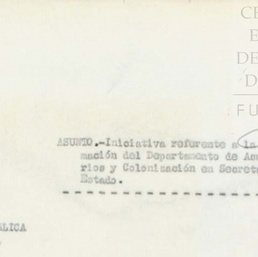 CE
E
DE
D
FU
ASUNTO.-Iniciativa referente a la
mación del Departamento de Asu
rios y Colonización en Secret
Estado.
ALICA